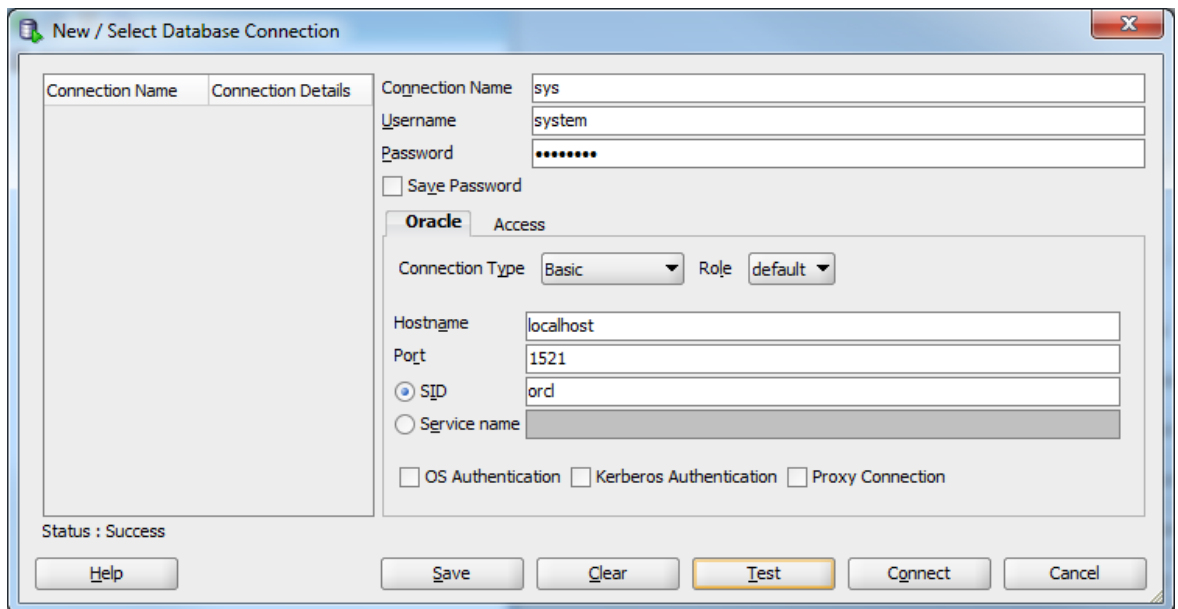 New / Select Database Connection
Connection Name Connection Details
Connection Name sys
Username system
Password ••••••••
Save Password
Oracle Access
Connection Type Basic Role default
Hostname localhost
Port 1521
SID orcl
Service name
OS Authentication Kerberos Authentication Proxy Connection
Status : Success
Help Save Clear Test Connect Cancel